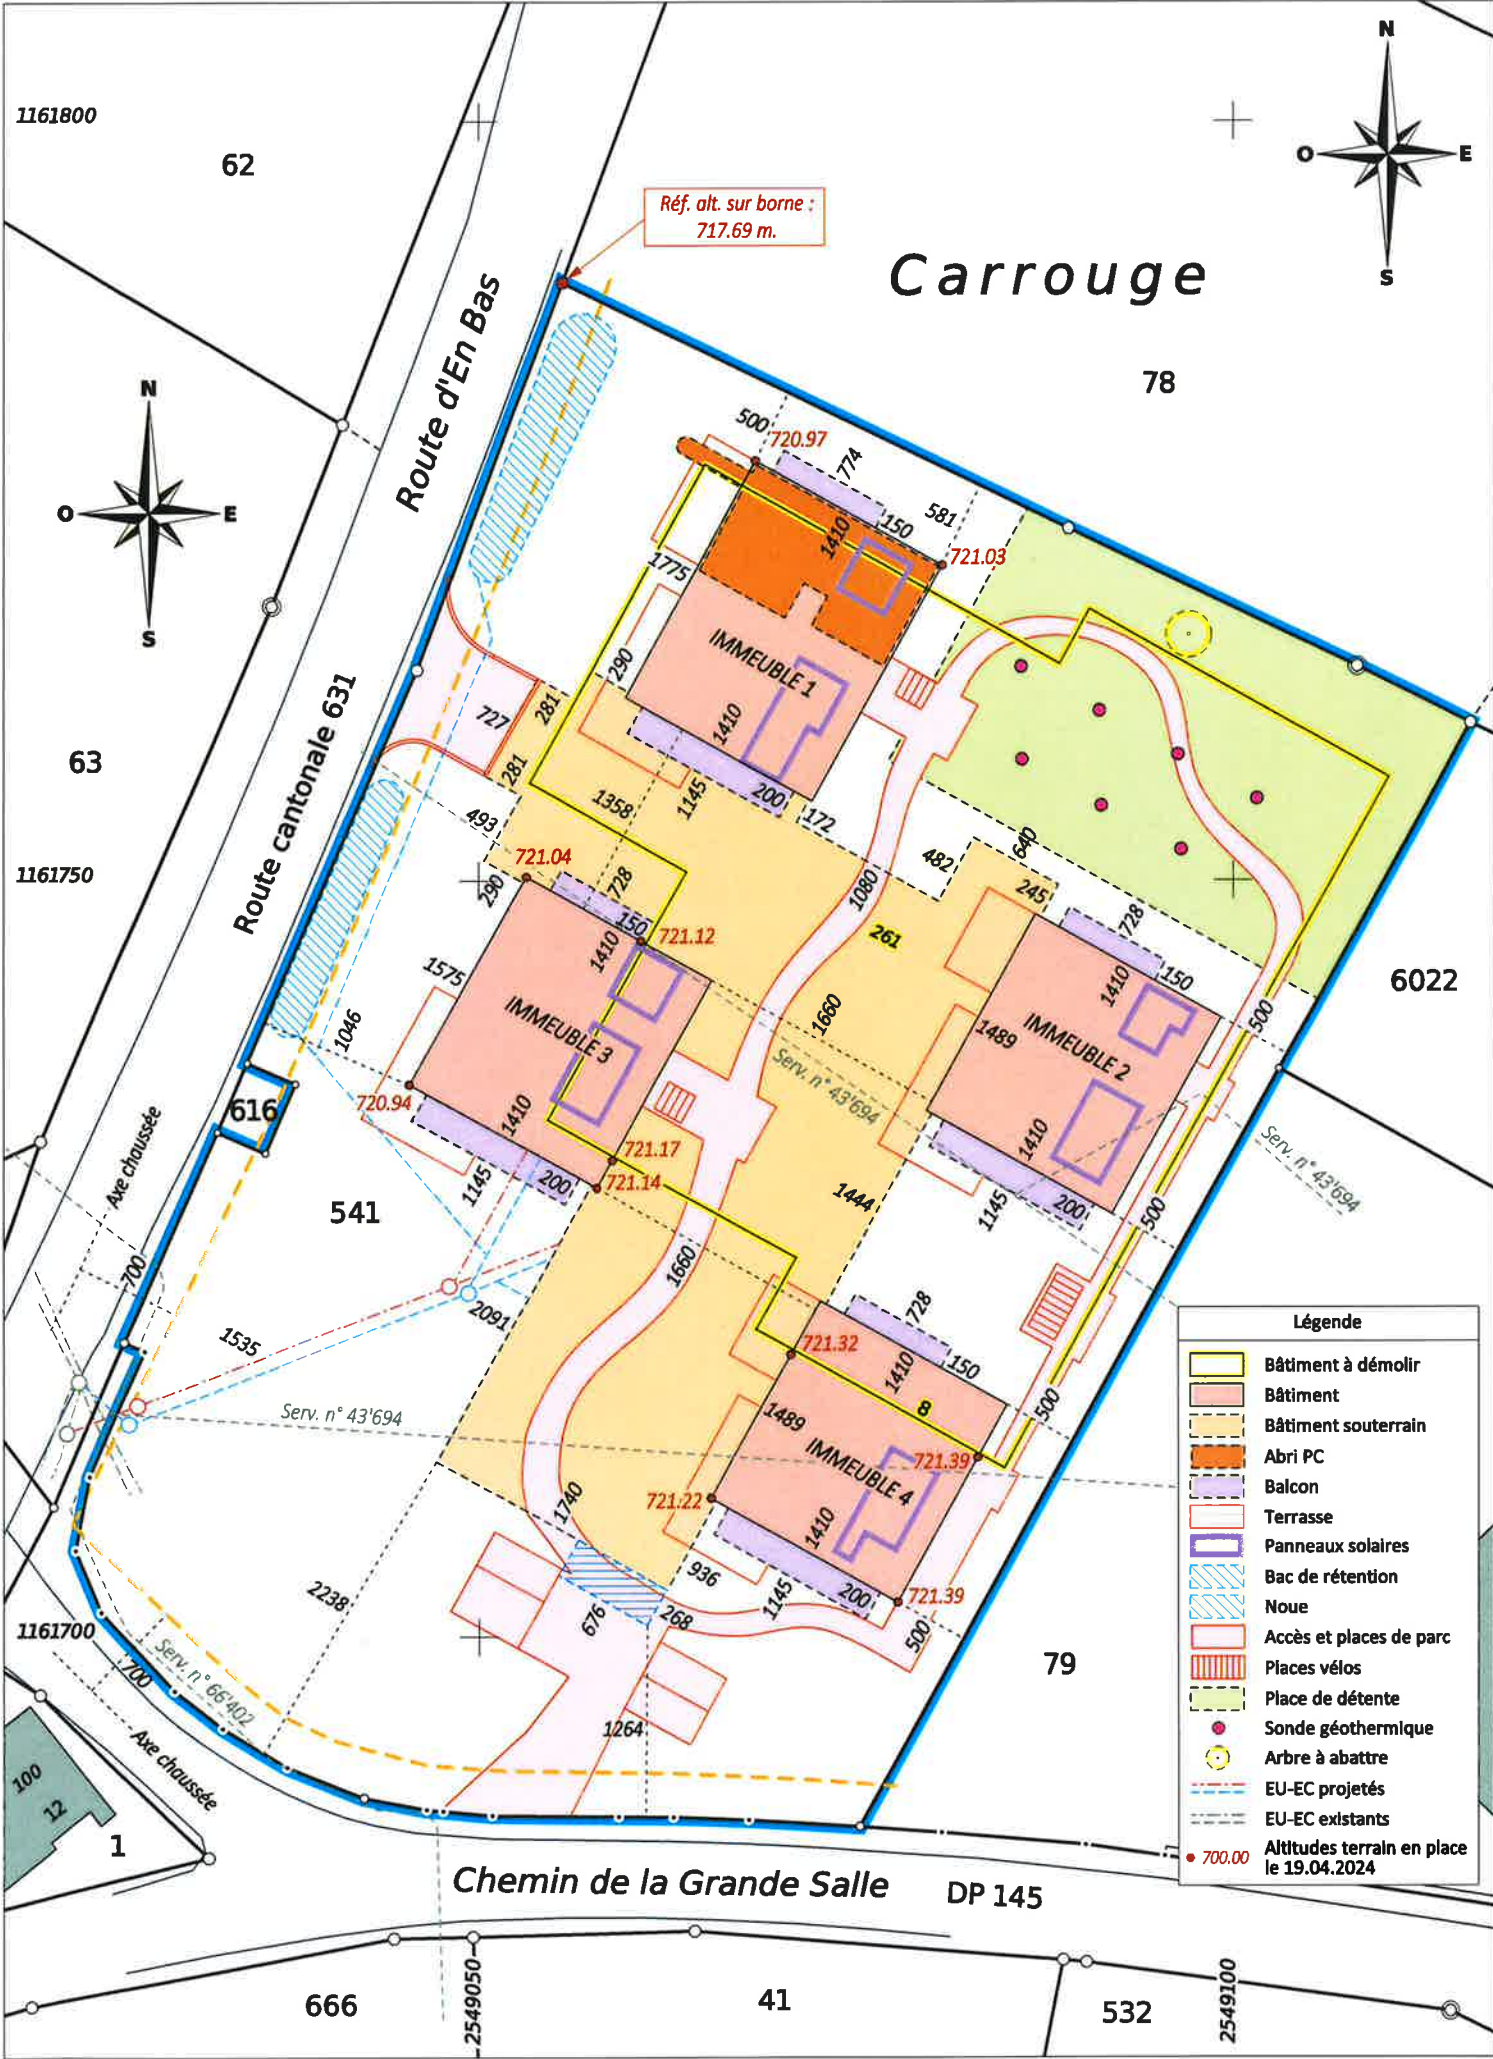 N
1161800
62
O
E
Réf. alt. sur borne :
717.69 m.
Carrouge
S
Route d'En Bas
78
N
500
720.97
774
O
E
1410
150
581
721.03
1775
S
IMMEUBLE 1
290
Route cantonale 631
727
281
1410
281
63
1358
1145
200
172
493
640
482
721.04
1161750
290
728
245
1080
150
721.12
261
728
1410
6022
1575
1410
150
IMMEUBLE 3
1660
500
1046
1489
IMMEUBLE 2
Serv. n° 43'694
720.94
616
1410
1410
Serv. n° 43'694
Axe chaussée
721.17
721.14
200
1145
1444
541
1145
200
500
700
1660
728
Légende
2091
1535
721.32
1410
150
Bâtiment à démolir
Bâtiment
500
8
Serv. n° 43'694
1489
Bâtiment souterrain
IMMEUBLE 4
721.39
Abri PC
Balcon
721.22
1740
Terrasse
1410
Panneaux solaires
936
Bac de rétention
2238
1145
200
721.39
Noue
676
268
1161700
500
Accès et places de parc
Serv. n° 66'402
79
Places vélos
700
Place de détente
1264
Sonde géothermique
Axe chaussée
Arbre à abattre
100
EU-EC projetés
12
EU-EC existants
1
700.00
Altitudes terrain en place
le 19.04.2024
Chemin de la Grande Salle
DP 145
666
2549050
41
532
2549100